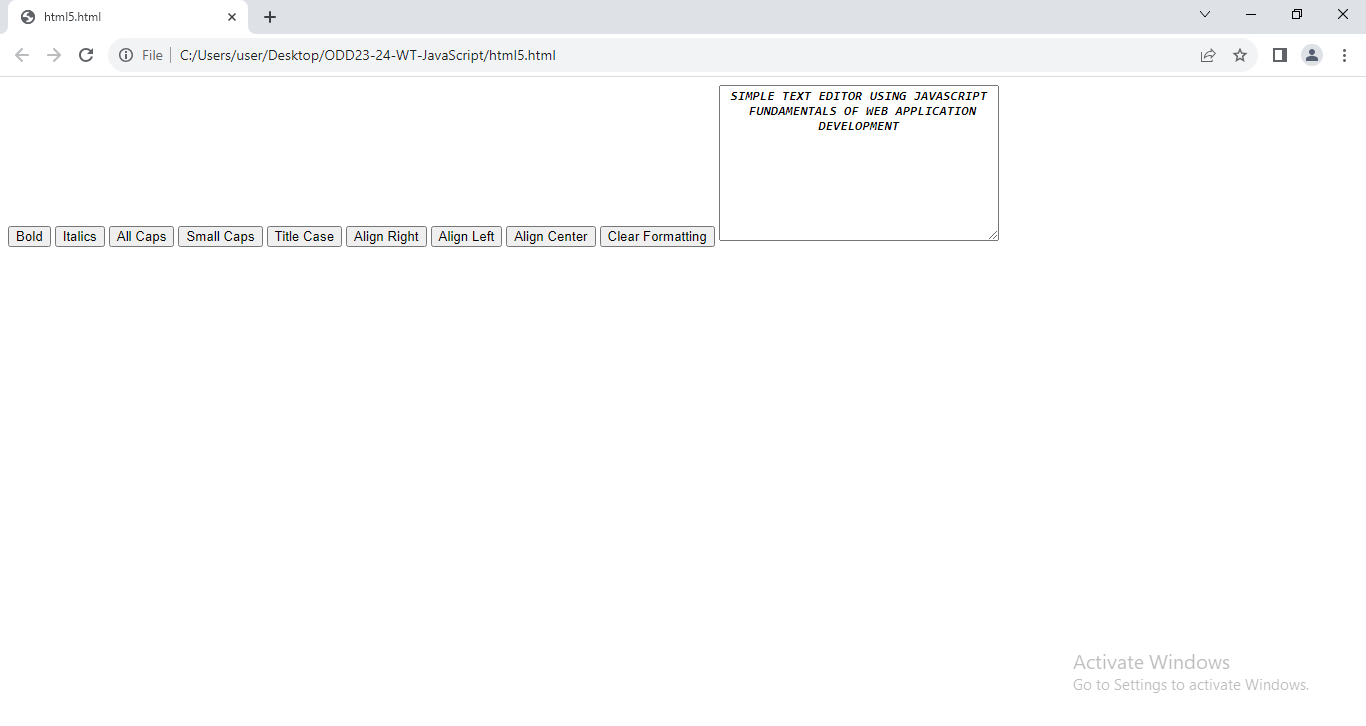 html5.html
File C:/Users/user/Desktop/ODD23-24-WT-JavaScript/html5.html
SIMPLE TEXT EDITOR USING JAVASCRIPT
FUNDAMENTALS OF WEB APPLICATION
DEVELOPMENT
Bold Italics All Caps Small Caps Title Case Align Right Align Left Align Center Clear Formatting
Activate Windows
Go to Settings to activate Windows.